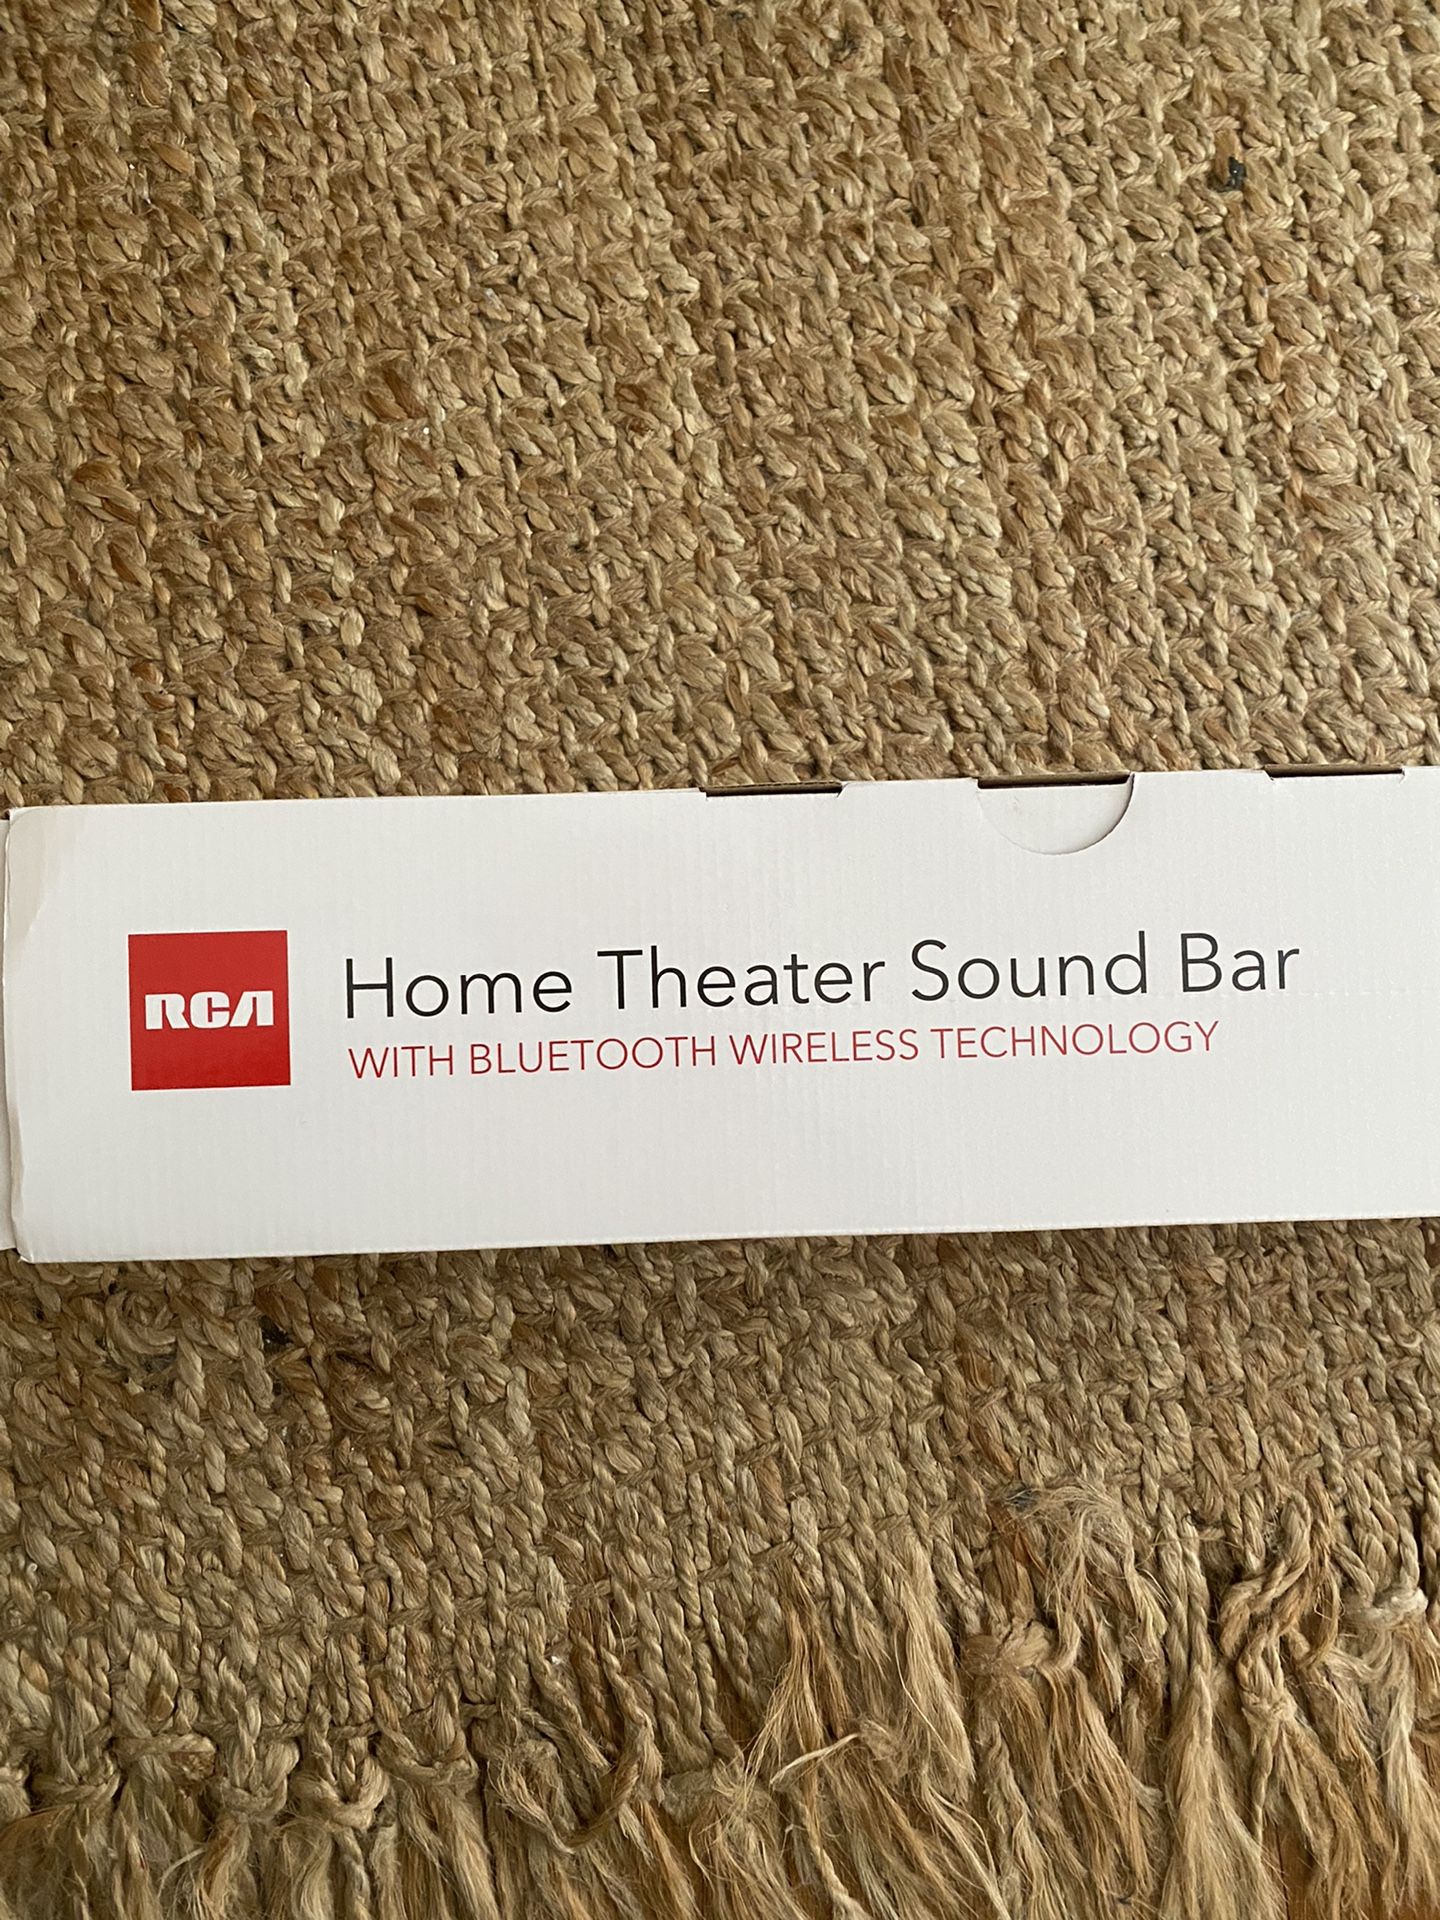 RCA
Home Theater Sound Bar
WITH BLUETOOTH WIRELESS TECHNOLOGY